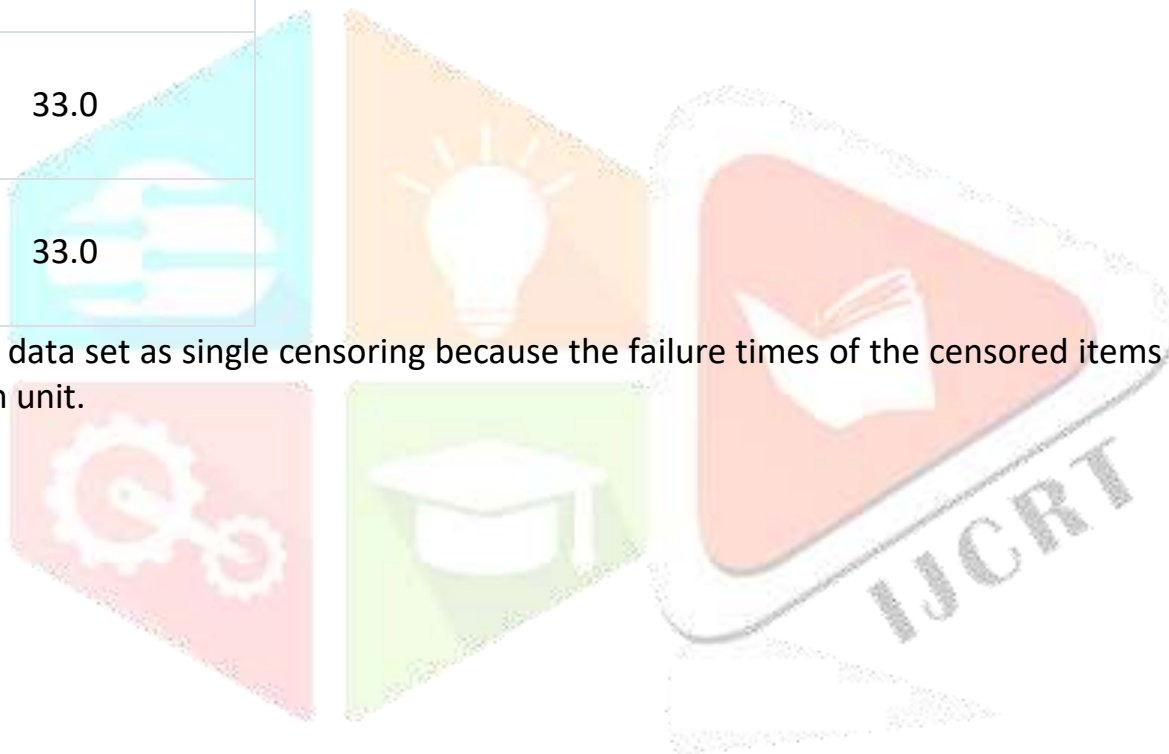 33.0
33.0
data set as single censoring because the failure times of the censored items
unit.
IJCRT